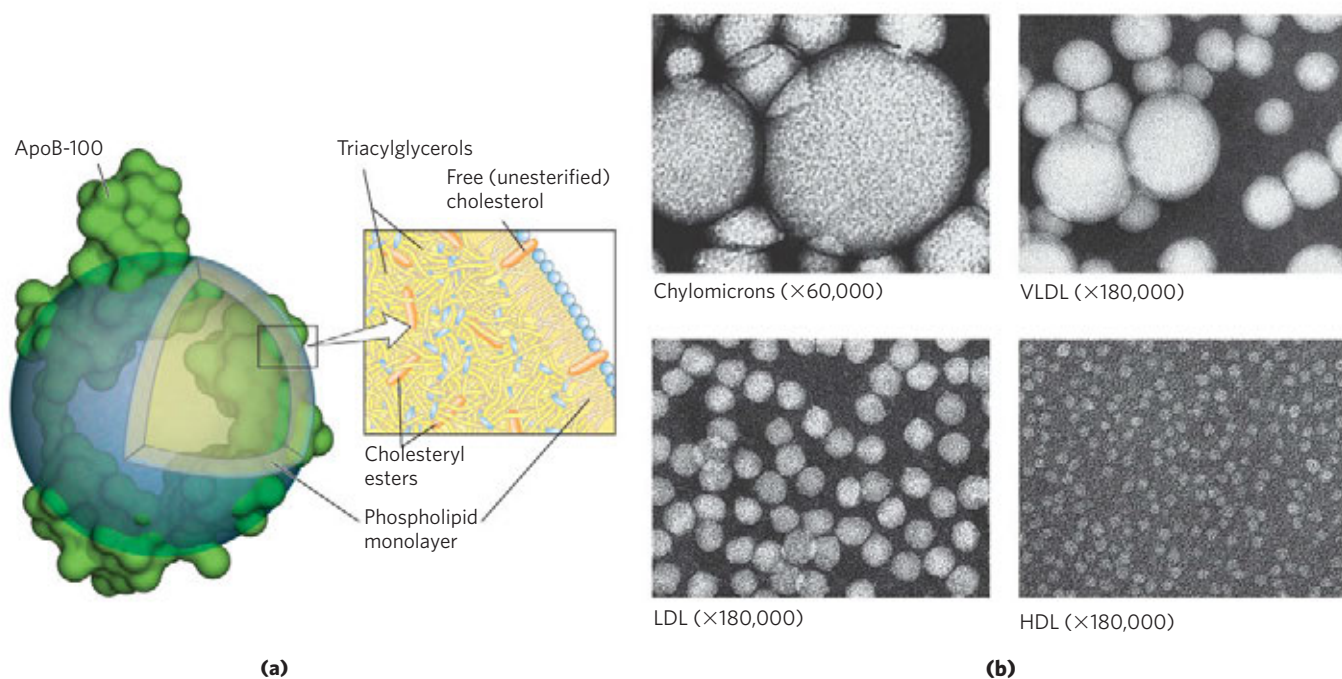 ApoB-100
Triacylglycerols
Free (unesterified)
cholesterol
Cholesteryl
esters
Phospholipid
monolayer
(a)
Chylomicrons (×60,000)
VLDL (×180,000)
LDL (×180,000)
HDL (×180,000)
(b)